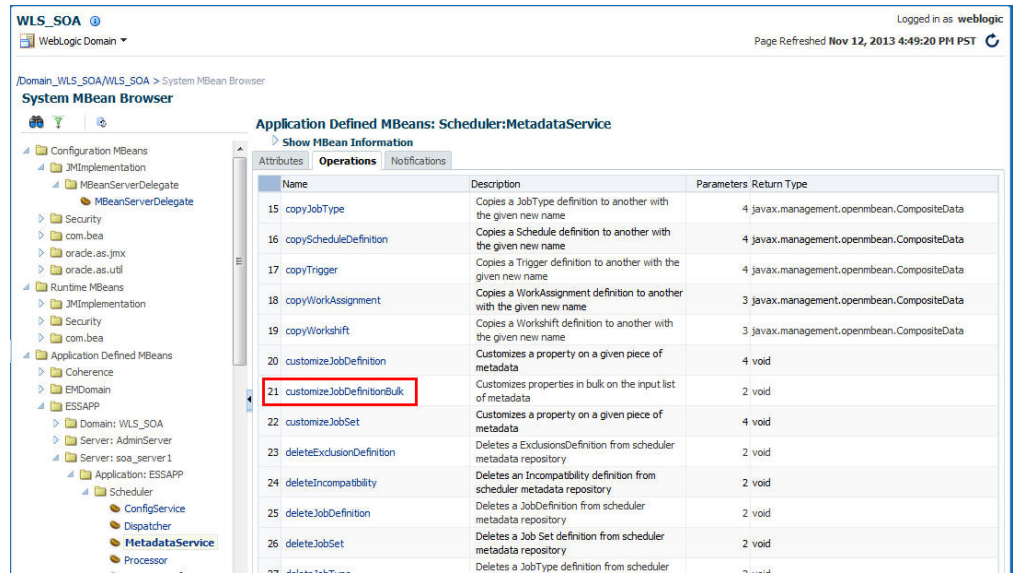 WLS_SOA
Logged in as weblogic
WebLogic Domain
Page Refreshed Nov 12, 2013 4:49:20 PM PST
/Domain_WLS_SOA/WLS_SOA > System MBean Browser
System MBean Browser
Configuration MBeans
JMImplementation
MBeanServerDelegate
MBeanServerDelegate
Security
com.bea
oracle.as.jmx
oracle.as.util
Runtime MBeans
JMImplementation
Security
com.bea
Application Defined MBeans
Coherence
EMDomain
ESSAPP
Domain: WLS_SOA
Server: AdminServer
Server: soa_server1
Application: ESSAPP
Scheduler
ConfigService
Dispatcher
MetadataService
Processor
Application Defined MBeans: Scheduler:MetadataService
Show MBean Information
Attributes Operations Notifications
Name Description Parameters Return Type
15 copyJobType Copies a JobType definition to another with 4 javax.management.openmbean.CompositeData
the given new name
16 copyScheduleDefinition Copies a Schedule definition to another with 4 javax.management.openmbean.CompositeData
the given new name
17 copyTrigger Copies a Trigger definition to another with the 4 javax.management.openmbean.CompositeData
given new name
18 copyWorkAssignment Copies a WorkAssignment definition to another 3 javax.management.openmbean.CompositeData
with the given new name
19 copyWorkshift Copies a Workshift definition to another with 3 javax.management.openmbean.CompositeData
the given new name
20 customizeJobDefinition Customizes a property on a given piece of 4 void
metadata
21 customizeJobDefinitionBulk Customizes properties in bulk on the input list 2 void
of metadata
22 customizeJobSet Customizes a property on a given piece of 4 void
metadata
23 deleteExclusionDefinition Deletes a ExclusionsDefinition from scheduler 2 void
metadata repository
24 deleteIncompatibility Deletes an Incompatibility definition from 2 void
scheduler metadata repository
25 deleteJobDefinition Deletes a JobDefinition from scheduler 2 void
metadata repository
26 deleteJobSet Deletes a Job Set definition from scheduler 2 void
metadata repository
27 deleteJobType Deletes a JobType definition from scheduler 2 void